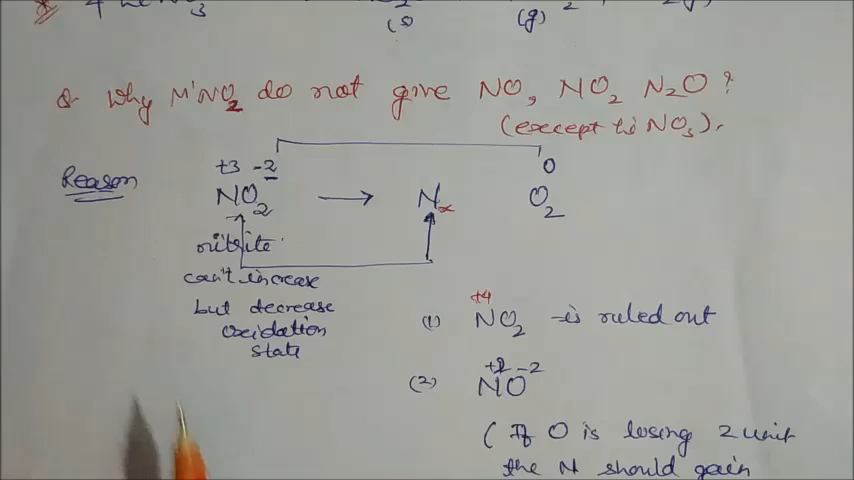 (s)
(g)
Q Why M'NO2 do not give NO, NO2 N2O ?
(except Li NO3).
Reason
+3 -2 0
NO2 → Nx O2
nitrite
can't increase
but decrease
oxidation
state
+4
(1) NO2 is ruled out
+2 -2
(2) NO
( If O is losing 2 unit
the N should gain